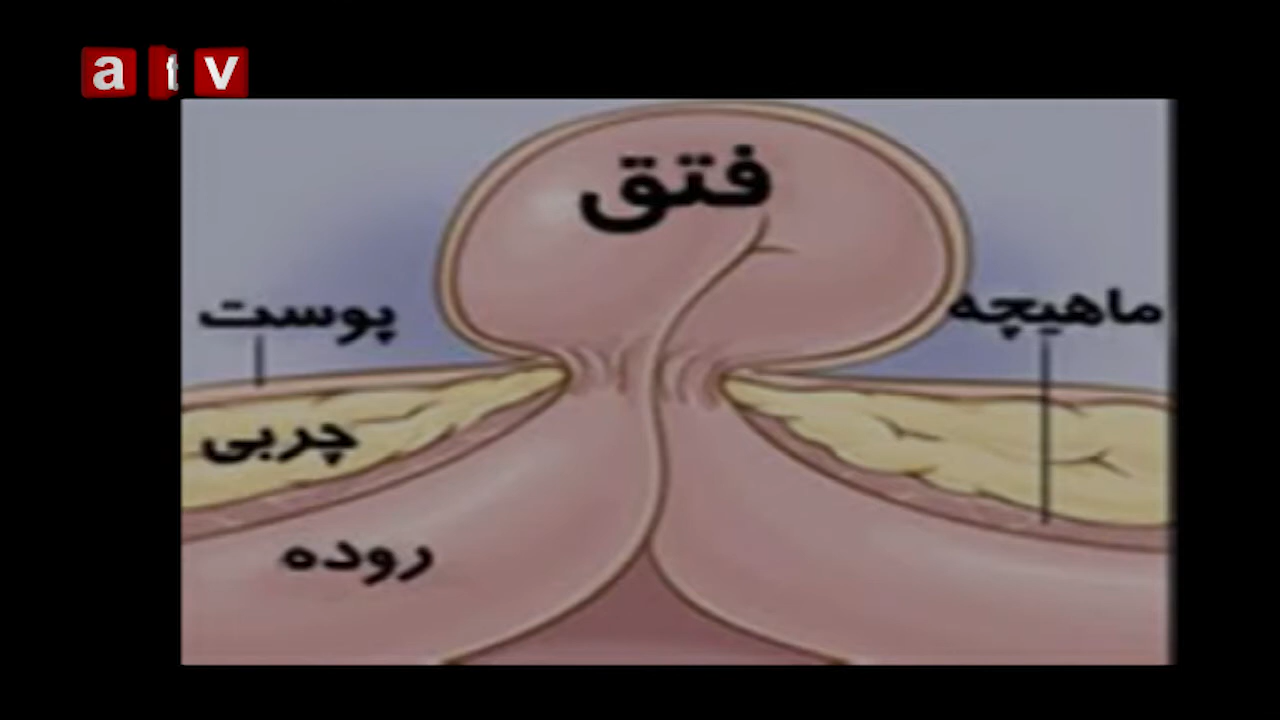 atv
فتق
ماهیچه
پوست
چربی
روده